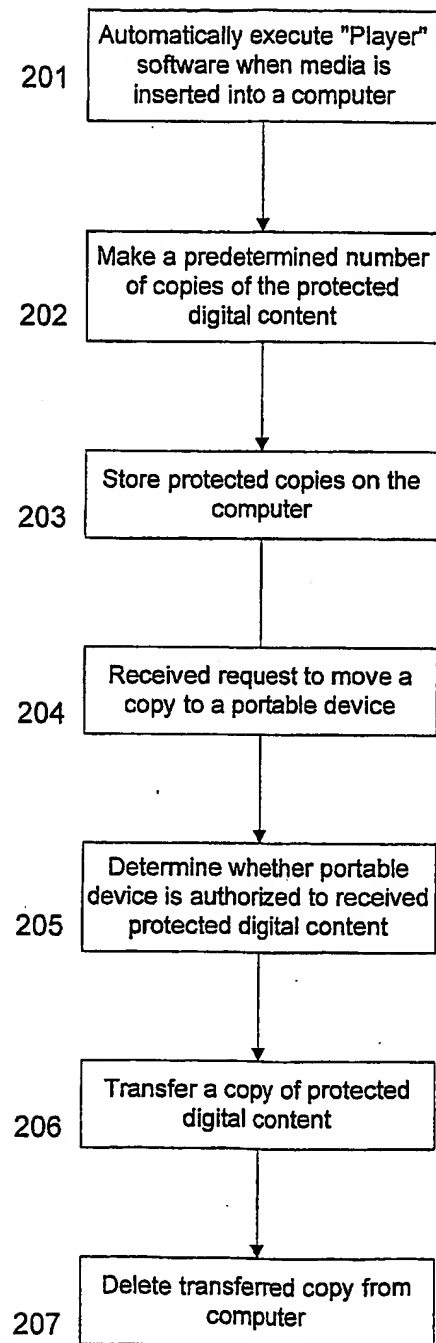 Automatically execute "Player"
software when media is
inserted into a computer
201
Make a predetermined number
of copies of the protected
digital content
202
Store protected copies on the
computer
203
Received request to move a
copy to a portable device
204
Determine whether portable
device is authorized to received
protected digital content
205
Transfer a copy of protected
digital content
206
Delete transferred copy from
computer
207